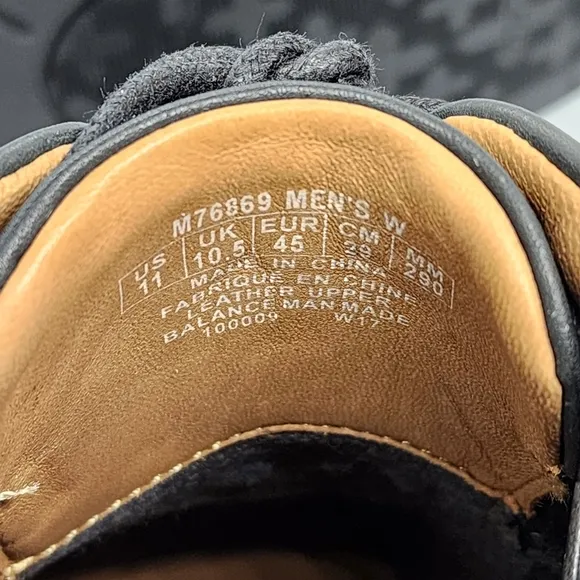 M76869 MEN'S W
US UK EUR CM MM
11 10.5 45 29 290
MADE IN CHINA
FABRIQUE EN CHINE
LEATHER UPPER
BALANCE MAN MADE
100009 W17